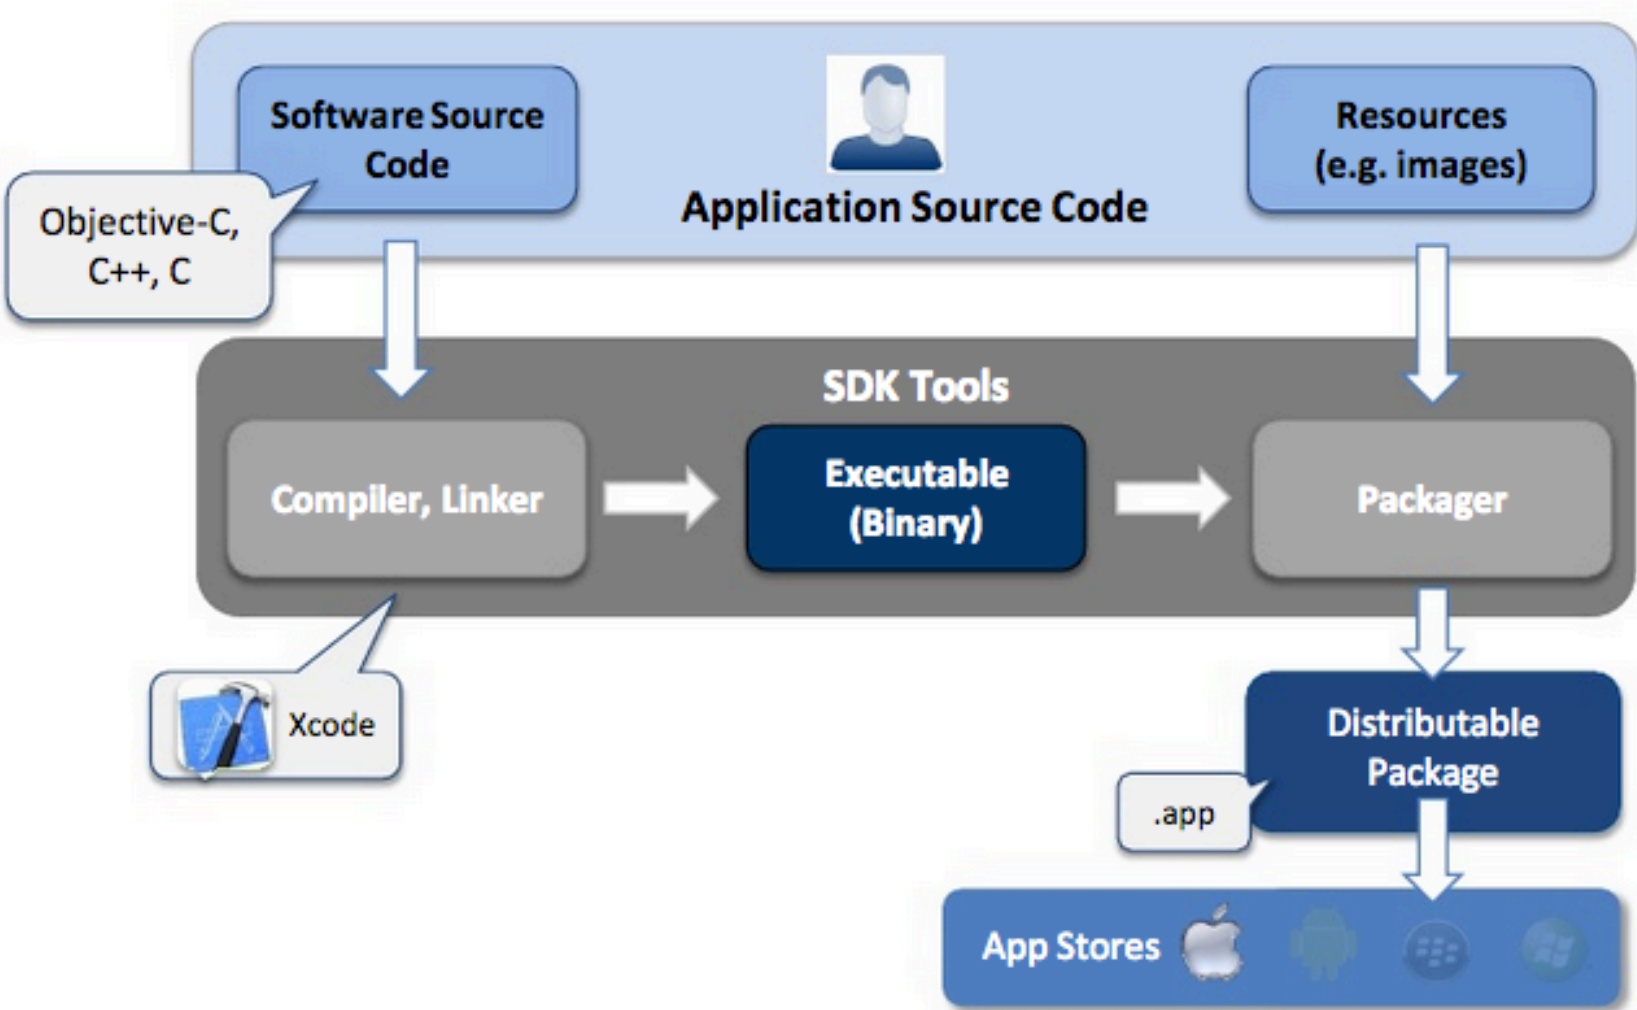 Software Source
Code
Resources
(e.g. images)
Application Source Code
Objective-C,
C++, C
SDK Tools
Compiler, Linker
Executable
(Binary)
Packager
Xcode
Distributable
Package
.app
App Stores